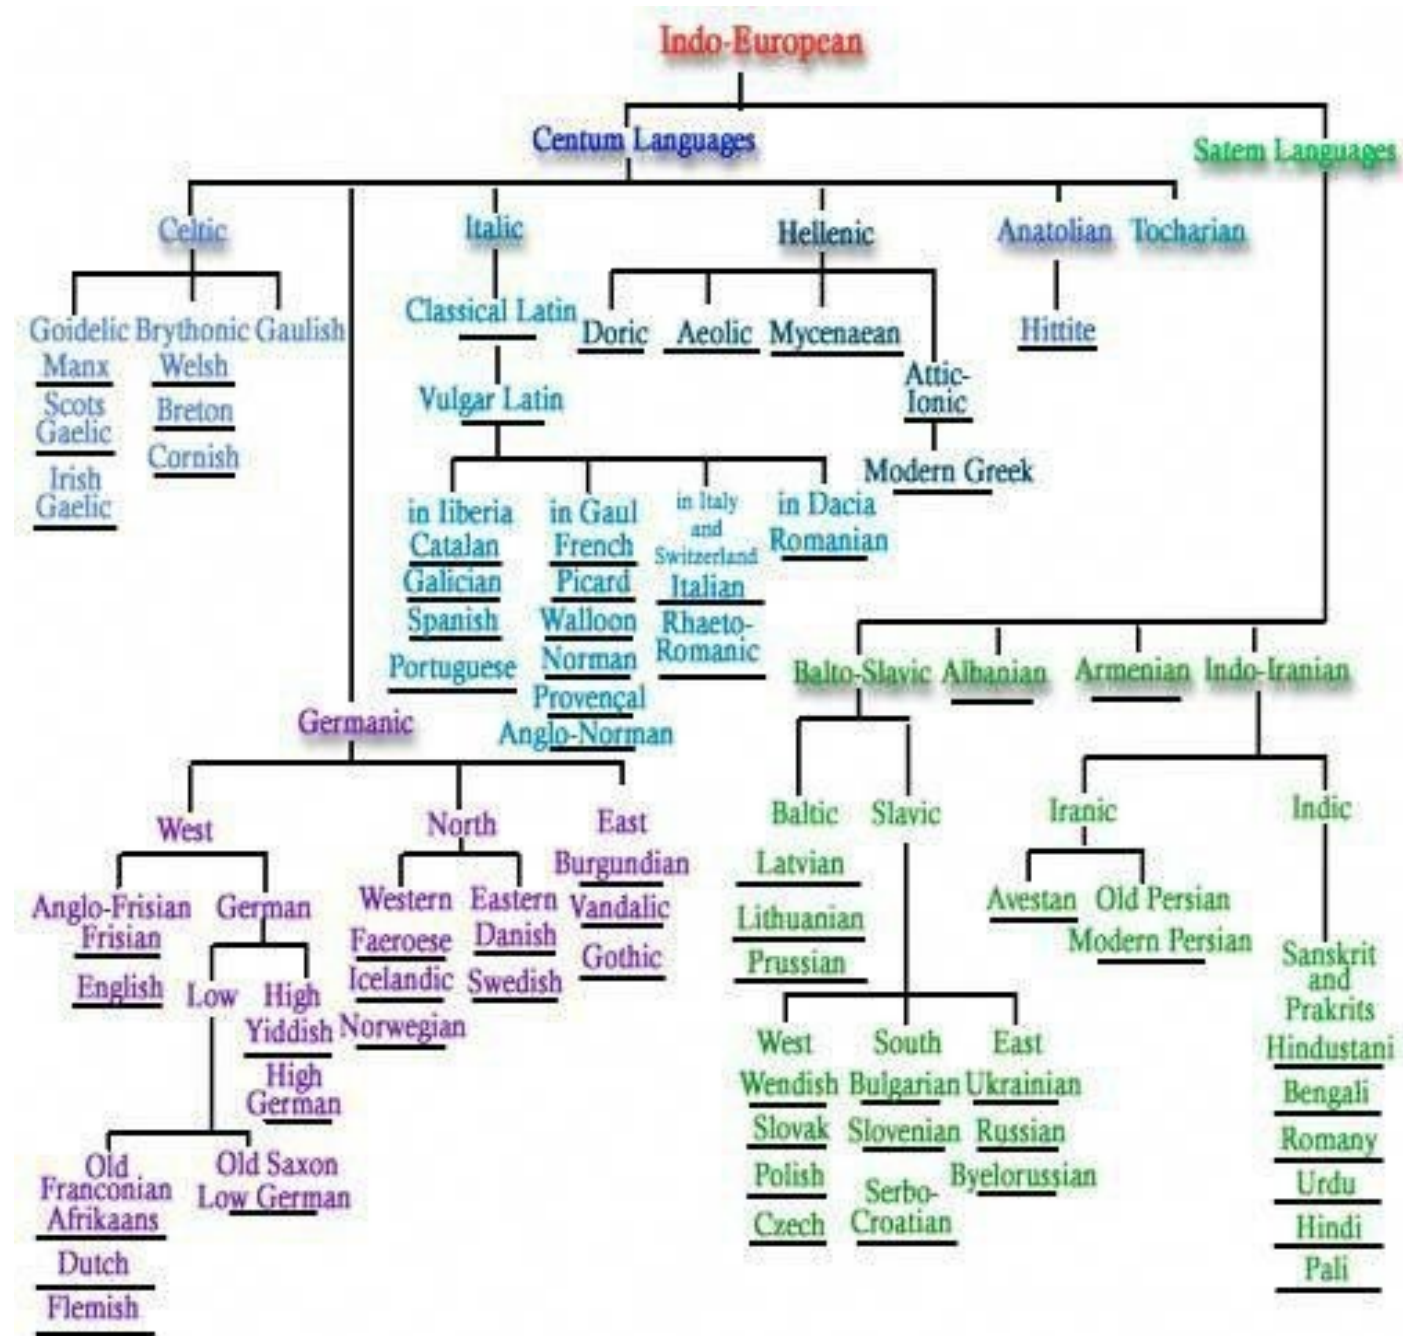 Indo-European
Centum Languages
Satem Languages
Celtic
Italic
Hellenic
Anatolian
Tocharian
Goidelic
Manx
Scots
Gaelic
Irish
Gaelic
Brythonic
Welsh
Breton
Cornish
Gaulish
Classical Latin
Vulgar Latin
in Iiberia
Catalan
Galician
Spanish
Portuguese
in Gaul
French
Picard
Walloon
Norman
Provençal
Anglo-Norman
in Italy
and
Switzerland
Italian
Rhaeto-
Romanic
in Dacia
Romanian
Doric
Aeolic
Mycenaean
Attic-
Ionic
Modern Greek
Hittite
Germanic
West
Anglo-Frisian
Frisian
English
German
Low
High
Yiddish
High
German
Old
Franconian
Afrikaans
Dutch
Flemish
Old Saxon
Low German
North
Western
Faeroese
Icelandic
Norwegian
Eastern
Danish
Swedish
East
Burgundian
Vandalic
Gothic
Balto-Slavic
Albanian
Armenian
Indo-Iranian
Baltic
Latvian
Lithuanian
Prussian
Slavic
West
Wendish
Slovak
Polish
Czech
South
Bulgarian
Slovenian
Serbo-
Croatian
East
Ukrainian
Russian
Byelorussian
Iranic
Avestan
Old Persian
Modern Persian
Indic
Sanskrit
and
Prakrits
Hindustani
Bengali
Romany
Urdu
Hindi
Pali